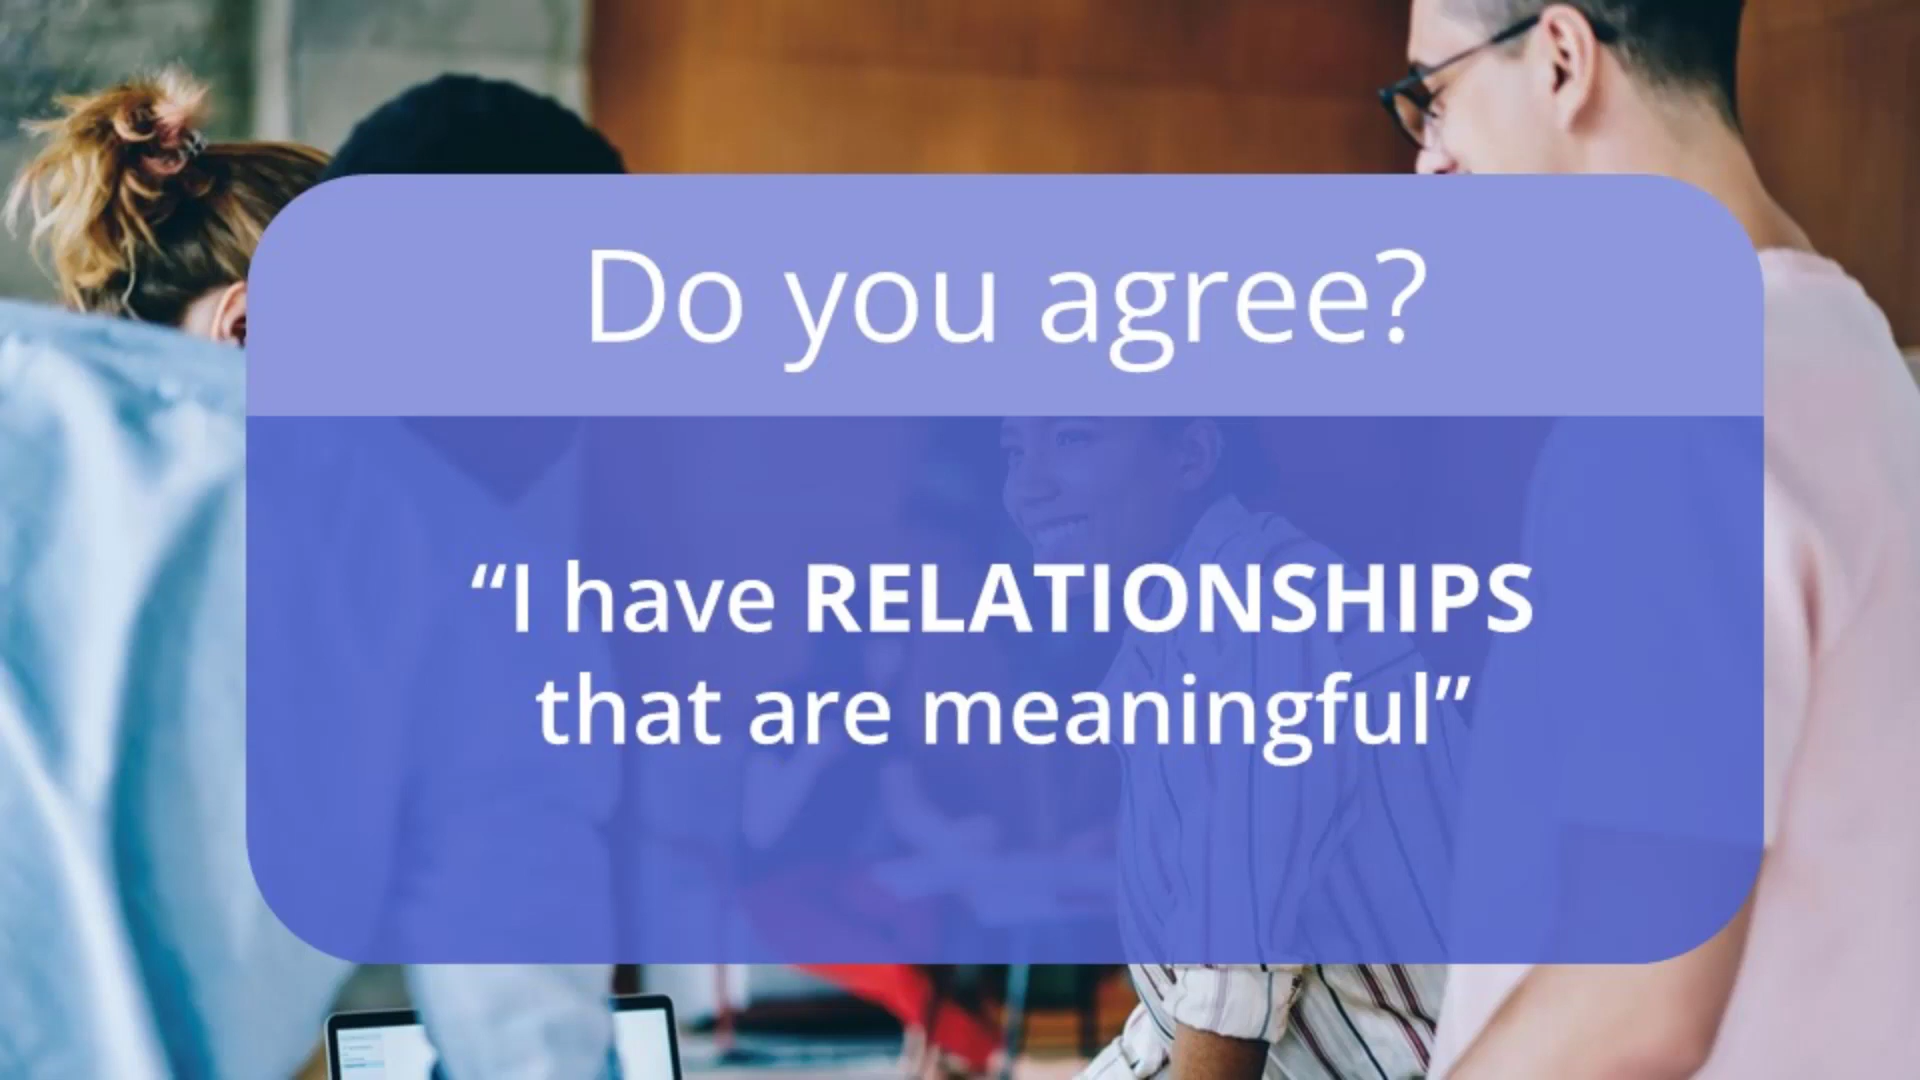 Do you agree?
“I have RELATIONSHIPS
that are meaningful”